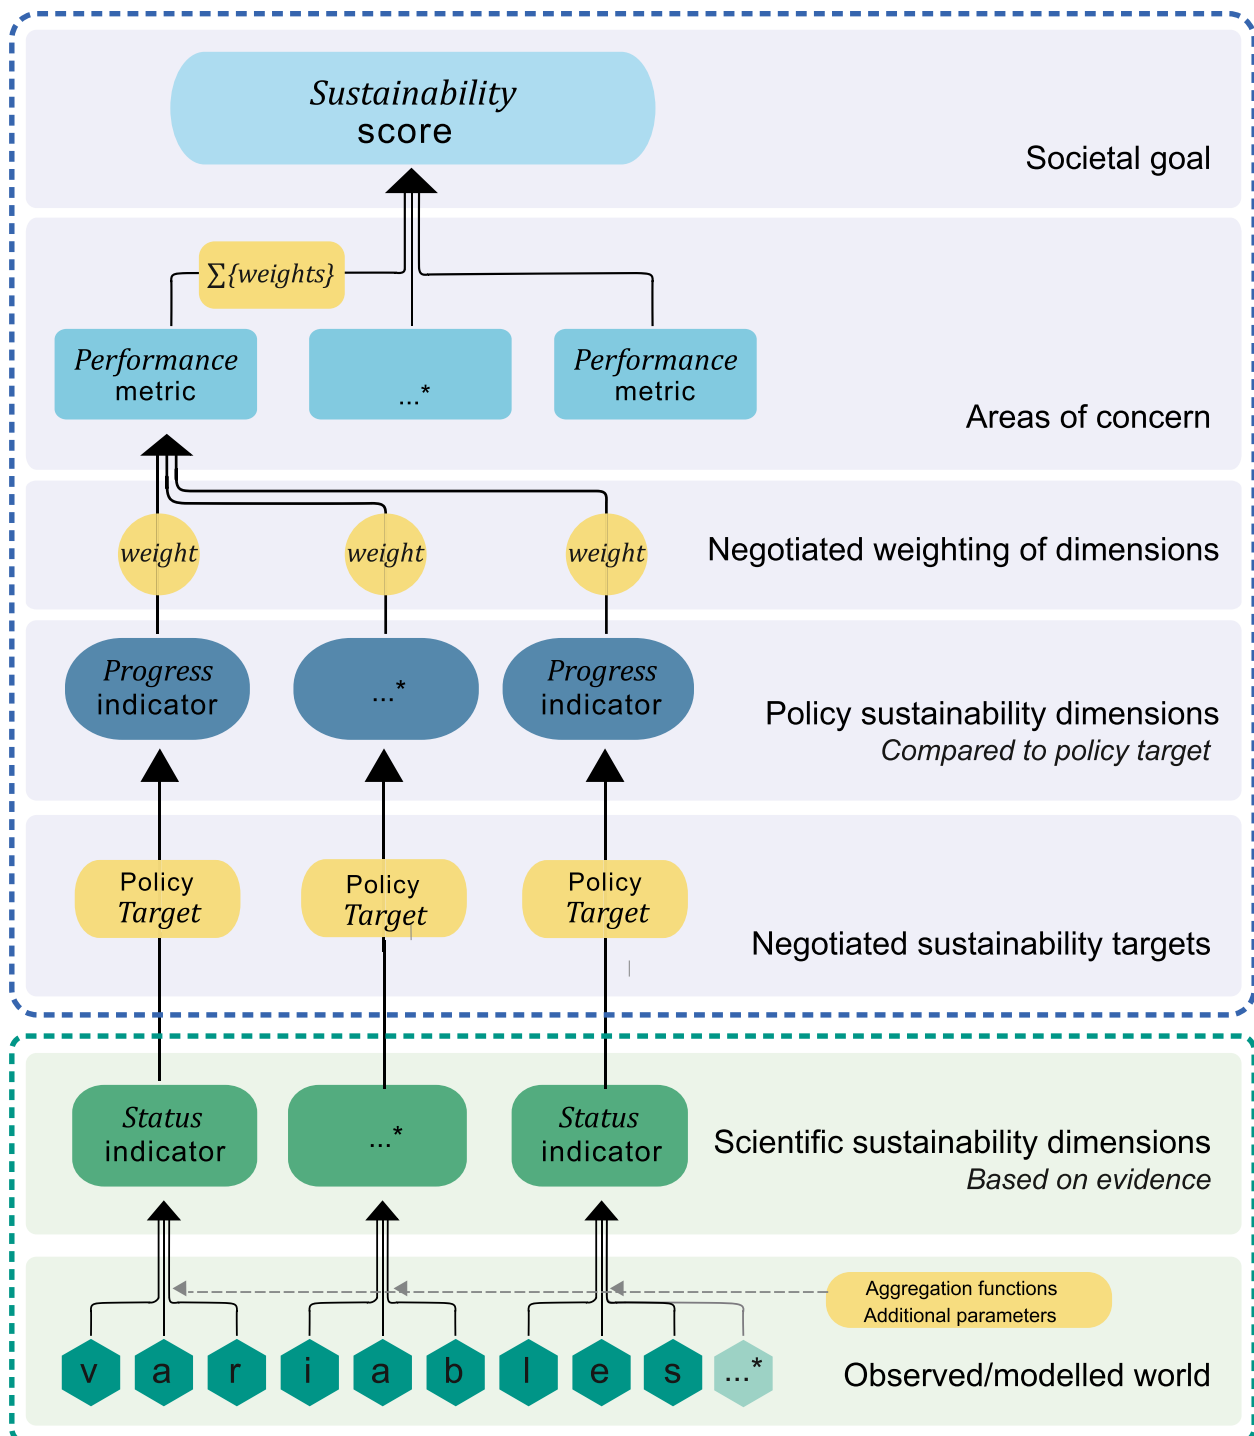 Sustainability
score
Societal goal
∑{weights}
Performance
metric
...*
Performance
metric
Areas of concern
weight
weight
weight
Negotiated weighting of dimensions
Progress
indicator
...*
Progress
indicator
Policy sustainability dimensions
Compared to policy target
Policy
Target
Policy
Target
Policy
Target
Negotiated sustainability targets
Status
indicator
...*
Status
indicator
Scientific sustainability dimensions
Based on evidence
Aggregation functions
Additional parameters
v a r i a b l e s ...*
Observed/modelled world